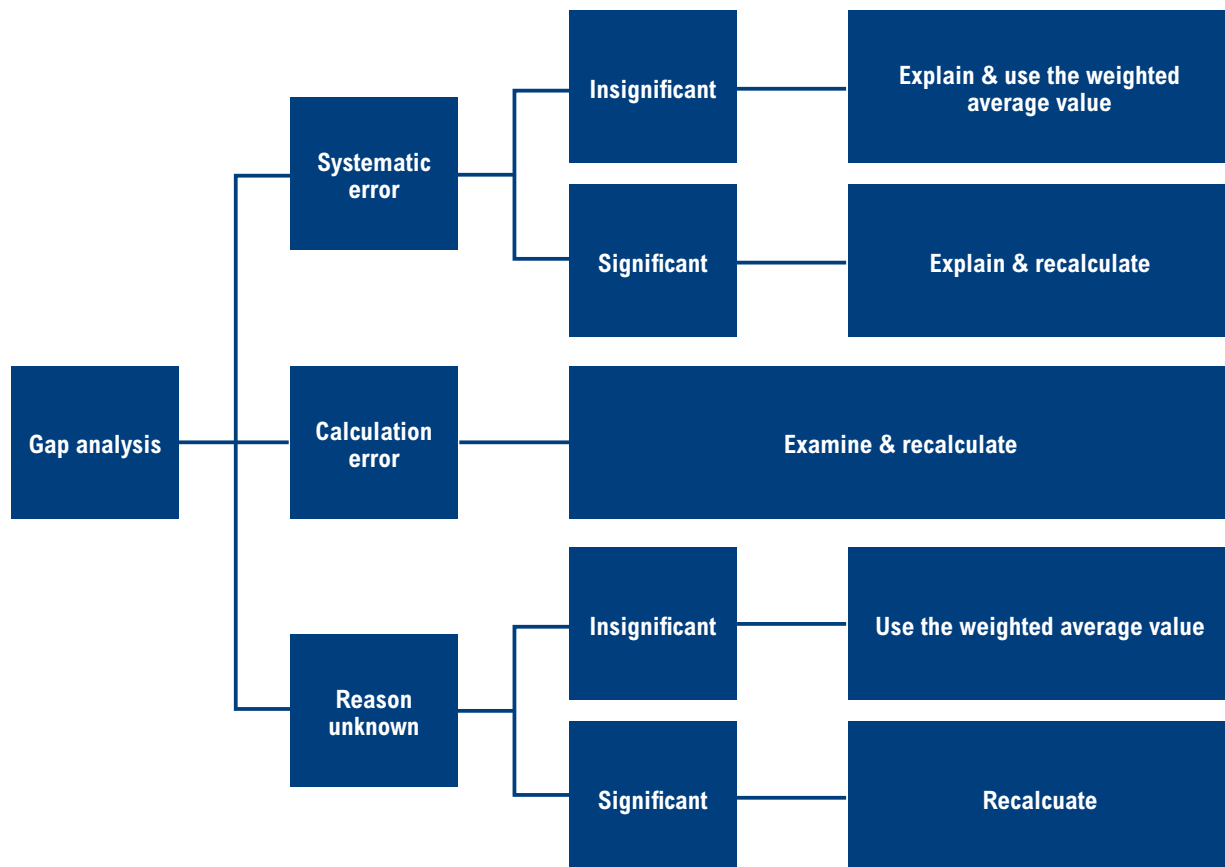 Insignificant
Explain & use the weighted
average value
Systematic
error
Significant
Explain & recalculate
Gap analysis
Calculation
error
Examine & recalculate
Insignificant
Use the weighted average value
Reason
unknown
Significant
Recalcuate